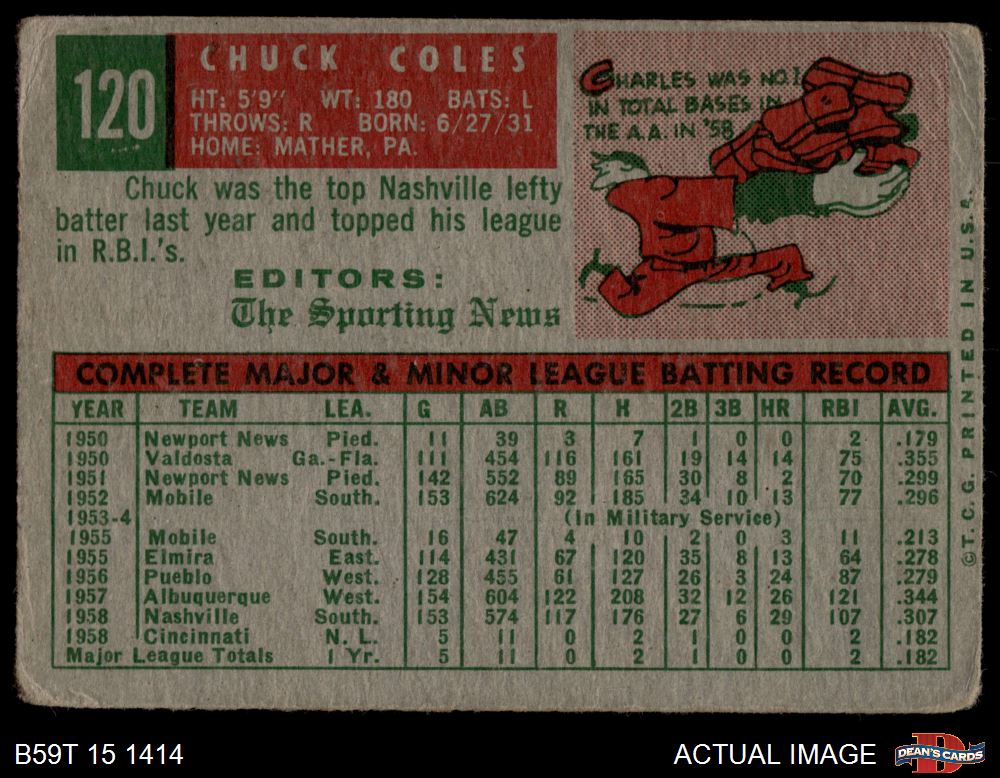 120
CHUCK COLES
HT: 5'9" WT: 180 BATS: L
THROWS: R BORN: 6/27/31
HOME: MATHER, PA.
Chuck was the top Nashville lefty
batter last year and topped his league
in R.B.I.'s.
EDITORS:
The Sporting News
CHARLES WAS NO. 1
IN TOTAL BASES IN
THE A.A. IN '58
COMPLETE MAJOR & MINOR LEAGUE BATTING RECORD
YEAR TEAM LEA. G AB R H 2B 3B HR RBI AVG.
1950 Newport News Pied. 11 39 3 7 1 0 0 2 .179
1950 Valdosta Ga.-Fla. 111 454 116 161 19 14 14 75 .355
1951 Newport News Pied. 142 552 89 165 30 8 2 70 .299
1952 Mobile South. 153 624 92 185 34 10 13 77 .296
1953-4 (In Military Service)
1955 Mobile South. 16 47 4 10 2 0 3 11 .213
1955 Elmira East. 114 431 67 120 35 8 13 64 .278
1956 Pueblo West. 128 455 61 127 26 3 24 87 .279
1957 Albuquerque West. 154 604 122 208 32 12 26 121 .344
1958 Nashville South. 153 574 117 176 27 6 29 107 .307
1958 Cincinnati N. L. 5 11 0 2 1 0 0 2 .182
Major League Totals 1 Yr. 5 11 0 2 1 0 0 2 .182
©T.C.G. PRINTED IN U.S.A.
B59T 15 1414
ACTUAL IMAGE
DEAN'S CARDS